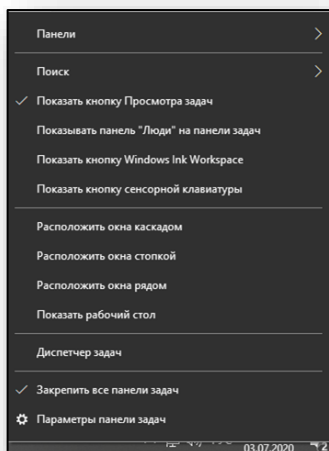 Панели
Поиск
Показать кнопку Просмотра задач
Показывать панель "Люди" на панели задач
Показать кнопку Windows Ink Workspace
Показать кнопку сенсорной клавиатуры
Расположить окна каскадом
Расположить окна стопкой
Расположить окна рядом
Показать рабочий стол
Диспетчер задач
Закрепить все панели задач
Параметры панели задач
03.07.2020